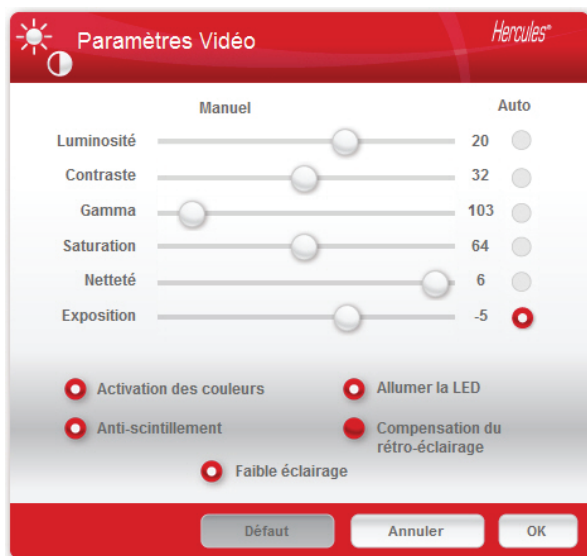 Paramètres Vidéo
Hercules®
Manuel
Auto
Luminosité 20
Contraste 32
Gamma 103
Saturation 64
Netteté 6
Exposition -5
Activation des couleurs
Allumer la LED
Anti-scintillement
Compensation du
rétro-éclairage
Faible éclairage
Défaut
Annuler
OK